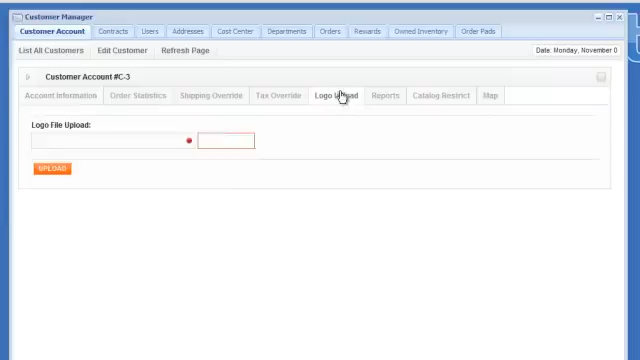 Customer Manager
Customer Account Contracts Users Addresses Cost Center Departments Orders Rewards Owned Inventory Order Pads
List All Customers Edit Customer Refresh Page Date: Monday, November 0
Customer Account #C-3
Account Information Order Statistics Shipping Override Tax Override Logo Upload Reports Catalog Restrict Map
Logo File Upload:
UPLOAD